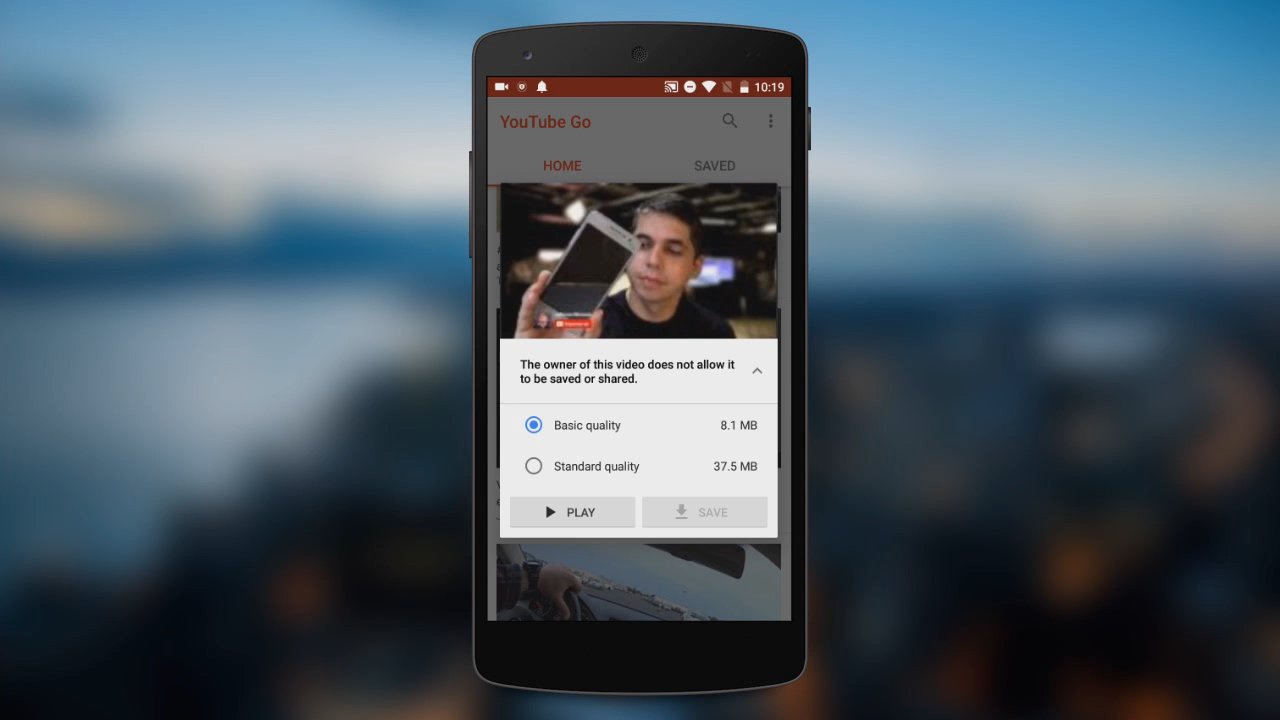 10:19
YouTube Go
HOME SAVED
The owner of this video does not allow it
to be saved or shared.
Basic quality 8.1 MB
Standard quality 37.5 MB
PLAY SAVE